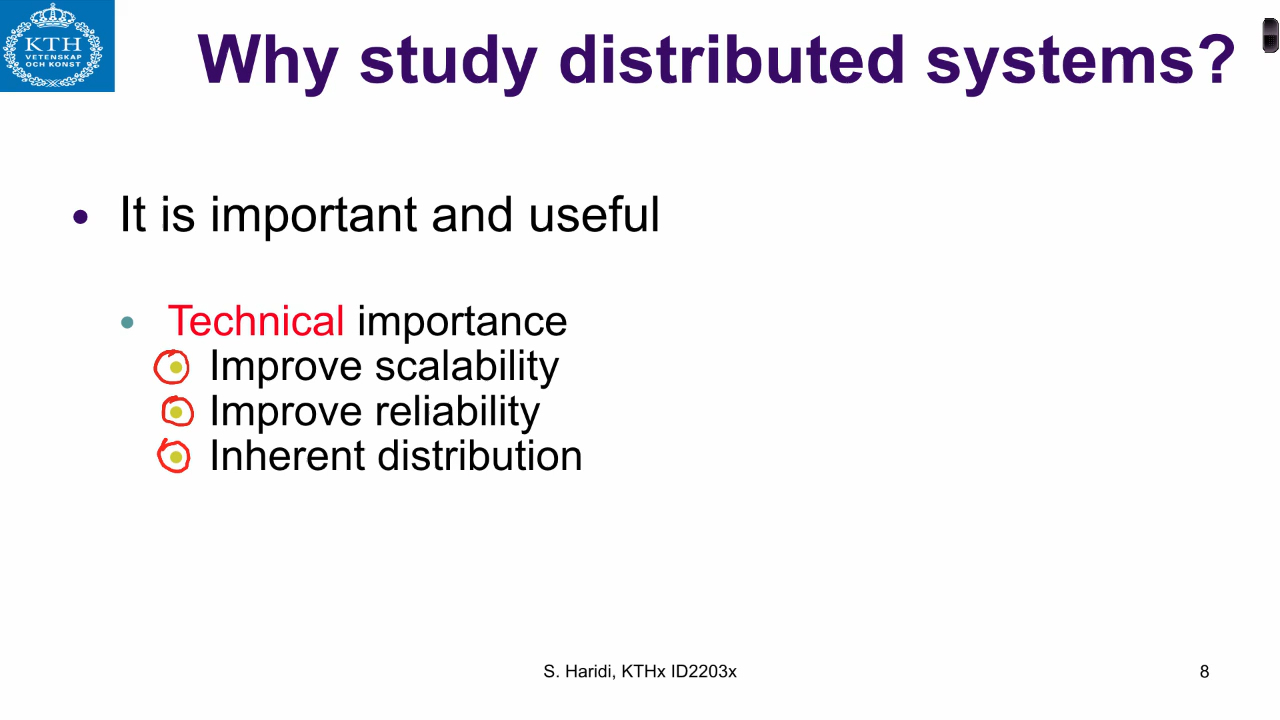 KTH
VETENSKAP
OCH KONST
Why study distributed systems?
It is important and useful
Technical importance
Improve scalability
Improve reliability
Inherent distribution
S. Haridi, KTHx ID2203x
8